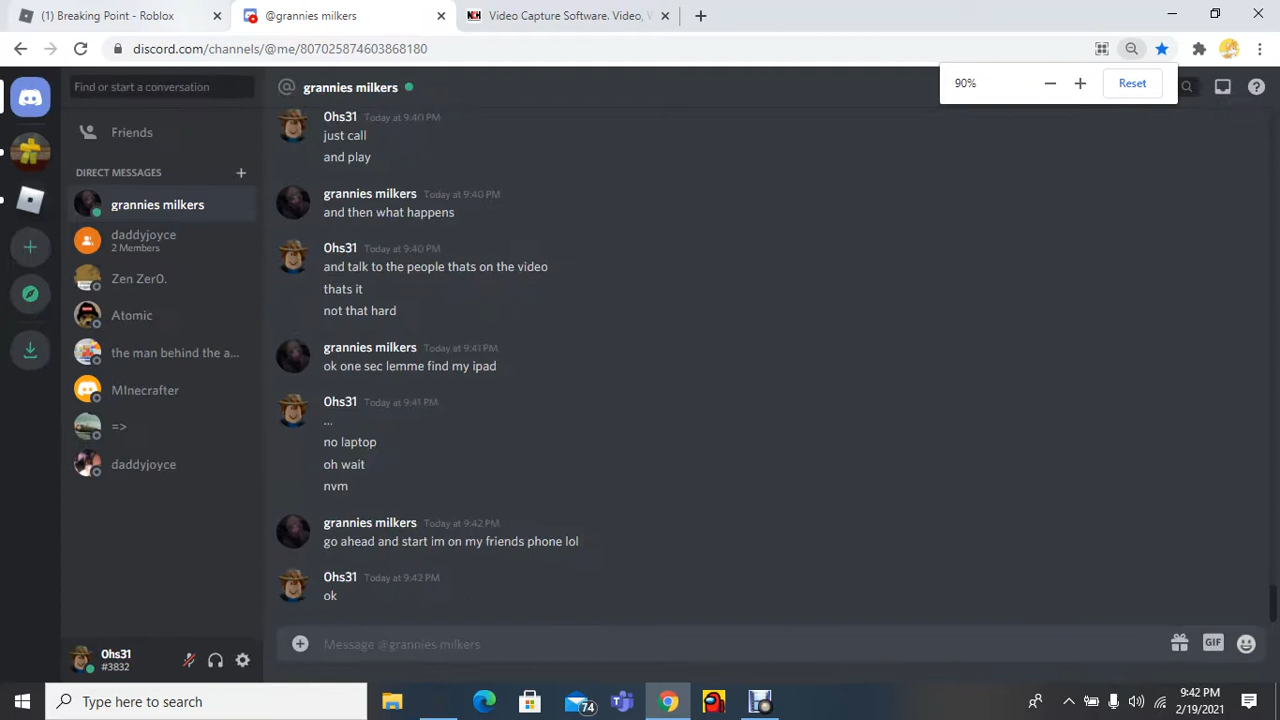 (1) Breaking Point - Roblox
@grannies milkers
Video Capture Software. Video, V
discord.com/channels/@me/807025874603868180
90%
Reset
Find or start a conversation
grannies milkers
Friends
DIRECT MESSAGES
grannies milkers
daddyjoyce
2 Members
Zen Zer0.
Atomic
the man behind the a...
MInecrafter
=>
daddyjoyce
0hs31
#3832
0hs31 Today at 9:40 PM
just call
and play
grannies milkers Today at 9:40 PM
and then what happens
0hs31 Today at 9:40 PM
and talk to the people thats on the video
thats it
not that hard
grannies milkers Today at 9:41 PM
ok one sec lemme find my ipad
0hs31 Today at 9:41 PM
...
no laptop
oh wait
nvm
grannies milkers Today at 9:42 PM
go ahead and start im on my friends phone lol
0hs31 Today at 9:42 PM
ok
Message @grannies milkers
GIF
Type here to search
74
9:42 PM
2/19/2021